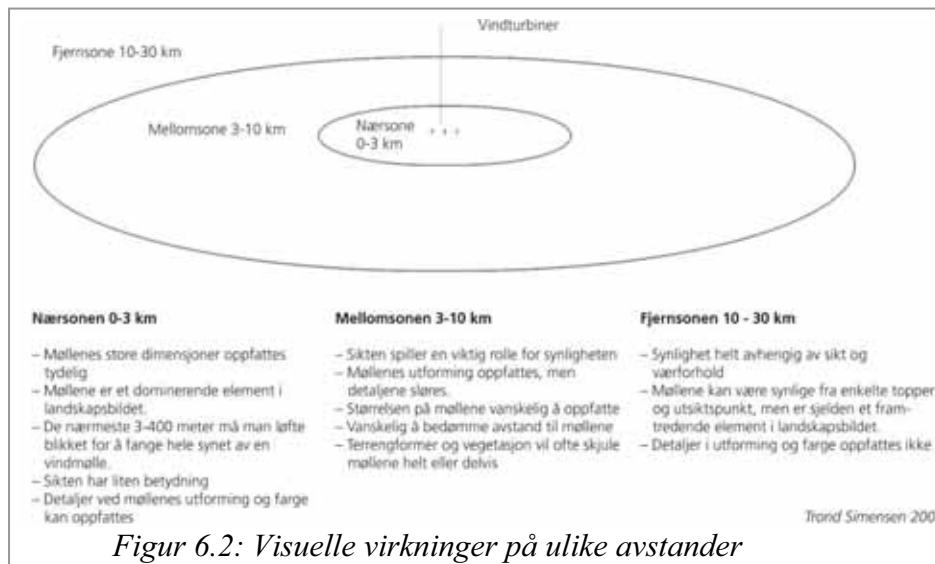 Vindturbiner
Fjernsone 10-30 km
Mellomsone 3-10 km
Nærsone
0-3 km
Nærsonen 0-3 km
– Møllenes store dimensjoner oppfattes
tydelig
– Møllene er et dominerende element i
landskapsbildet.
– De nærmeste 3-400 meter må man løfte
blikket for å fange hele synet av en
vindmølle.
– Sikten har liten betydning
– Detaljer ved møllenes utforming og farge
kan oppfattes
Mellomsonen 3-10 km
– Sikten spiller en viktig rolle for synligheten
– Møllenes utforming oppfattes, men
detaljene sløres.
– Størrelsen på møllene vanskelig å oppfatte
– Vanskelig å bedømme avstand til møllene
– Terrengformer og vegetasjon vil ofte skjule
møllene helt eller delvis
Fjernsonen 10 - 30 km
– Synlighet helt avhengig av sikt og
værforhold
– Møllene kan være synlige fra enkelte topper
og utsiktspunkt, men er sjelden et fram-
tredende element i landskapsbildet.
– Detaljer i utforming og farge oppfattes ikke
Trond Simensen 200
Figur 6.2: Visuelle virkninger på ulike avstander